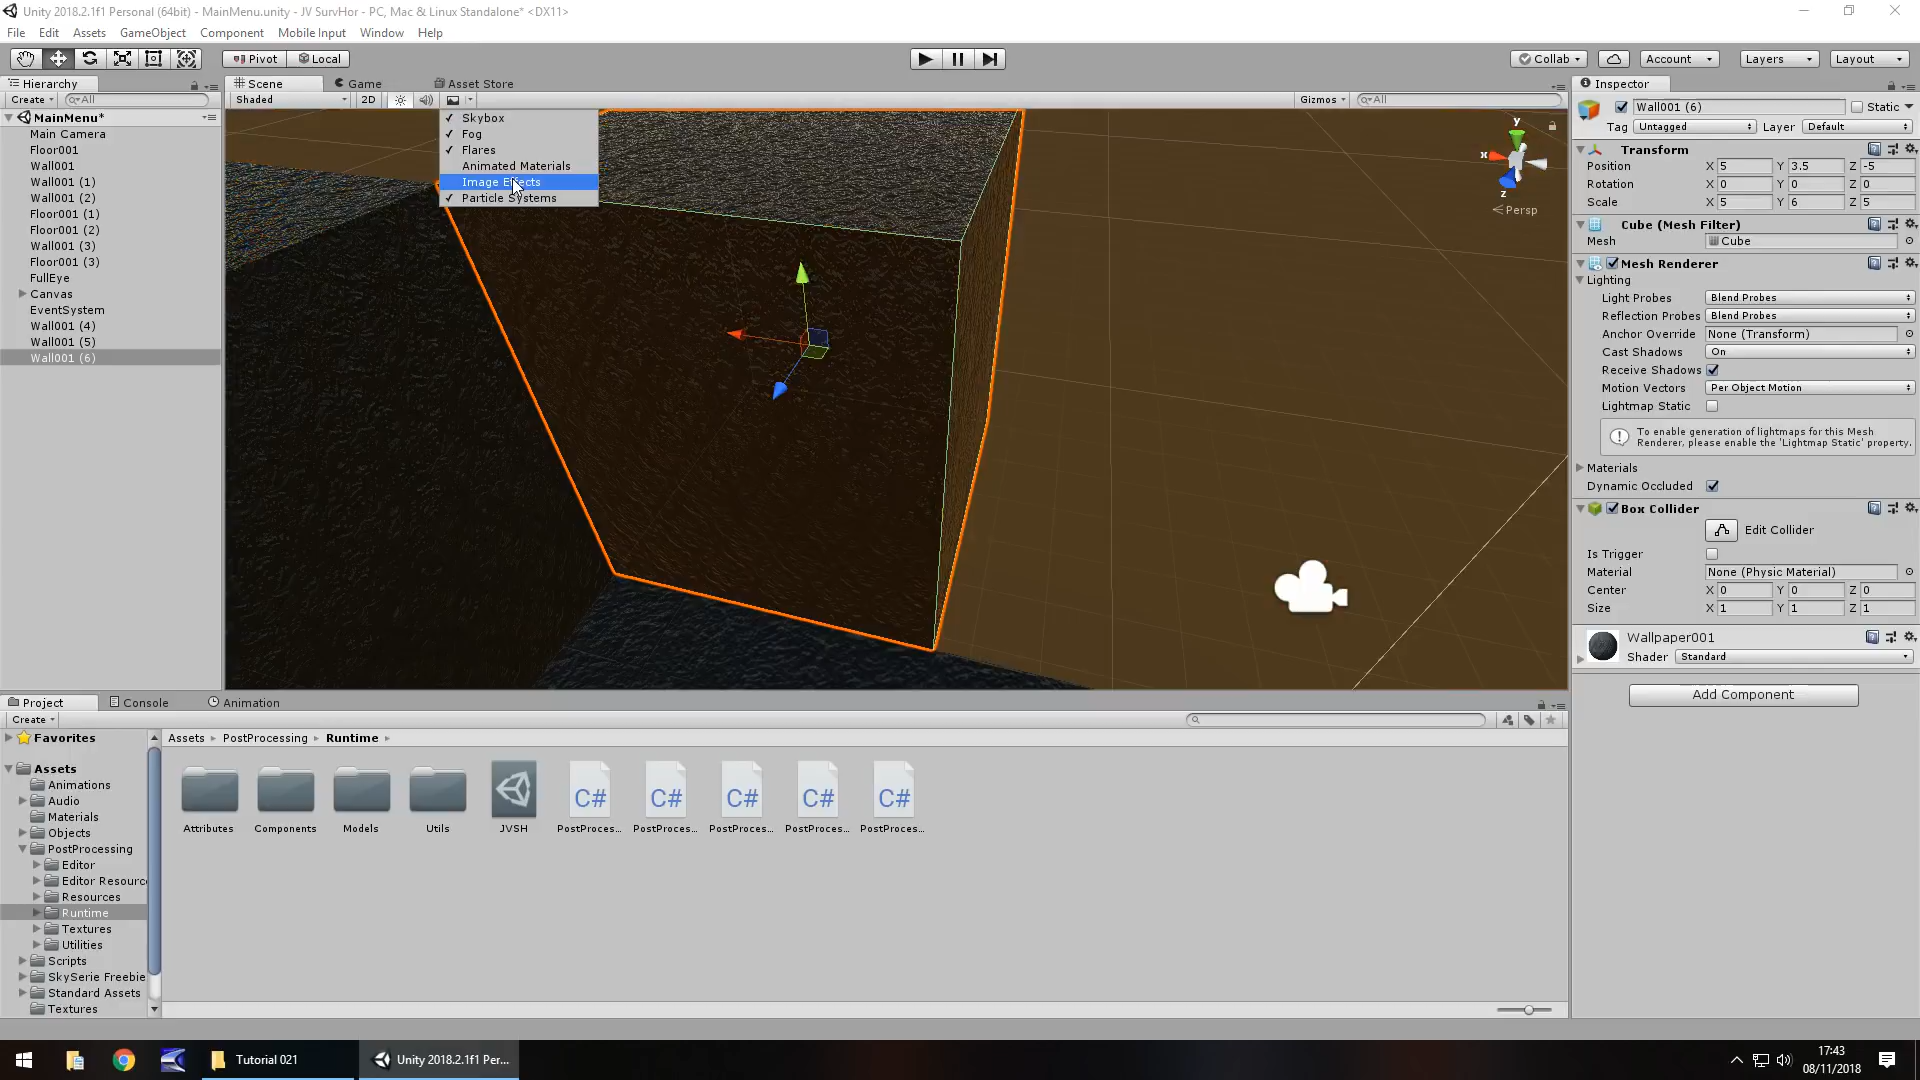 Unity 2018.2.1f1 Personal (64bit) - MainMenu.unity - JV SurvHor - PC, Mac & Linux Standalone* <DX11>
File Edit Assets GameObject Component Mobile Input Window Help
Pivot Local Collab Account Layers Layout
Hierarchy Scene Game Asset Store Inspector
Create All Shaded 2D Gizmos All
MainMenu*
Main Camera
Floor001
Wall001
Wall001 (1)
Wall001 (2)
Floor001 (1)
Floor001 (2)
Wall001 (3)
Floor001 (3)
FullEye
Canvas
EventSystem
Wall001 (4)
Wall001 (5)
Wall001 (6)
Skybox
Fog
Flares
Animated Materials
Image Effects
Particle Systems
y
x
z
Persp
Wall001 (6) Static
Tag Untagged Layer Default
Transform
Position X 5 Y 3.5 Z -5
Rotation X 0 Y 0 Z 0
Scale X 5 Y 6 Z 5
Cube (Mesh Filter)
Mesh Cube
Mesh Renderer
Lighting
Light Probes Blend Probes
Reflection Probes Blend Probes
Anchor Override None (Transform)
Cast Shadows On
Receive Shadows
Motion Vectors Per Object Motion
Lightmap Static
To enable generation of lightmaps for this Mesh
Renderer, please enable the 'Lightmap Static' property.
Materials
Dynamic Occluded
Box Collider
Edit Collider
Is Trigger
Material None (Physic Material)
Center X 0 Y 0 Z 0
Size X 1 Y 1 Z 1
Wallpaper001
Shader Standard
Add Component
Project Console Animation
Create
Favorites
Assets
Animations
Audio
Materials
Objects
PostProcessing
Editor
Editor Resourc
Resources
Runtime
Textures
Utilities
Scripts
SkySerie Freebie
Standard Assets
Textures
Assets PostProcessing Runtime
C# C# C# C# C#
Attributes Components Models Utils JVSH PostProces... PostProces... PostProces... PostProces... PostProces...
Tutorial 021 Unity 2018.2.1f1 Per...
17:43
08/11/2018